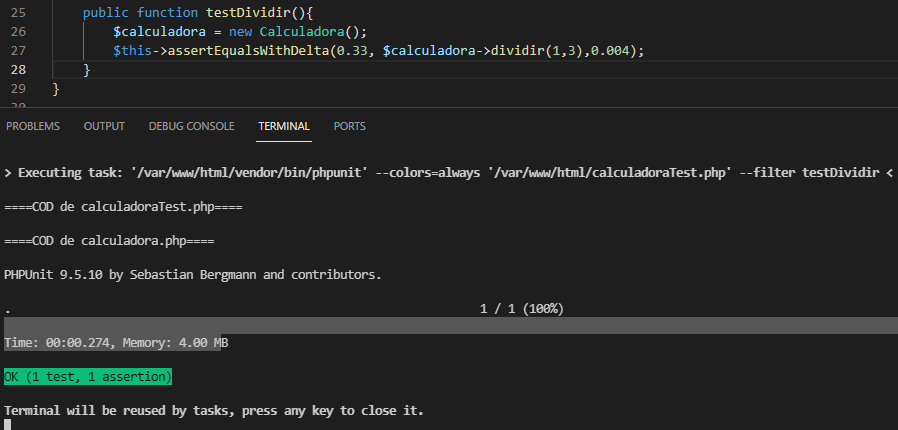 25 public function testDividir(){
26 $calculadora = new Calculadora();
27 $this->assertEqualsWithDelta(0.33, $calculadora->dividir(1,3),0.004);
28 }
29 }
PROBLEMS OUTPUT DEBUG CONSOLE TERMINAL PORTS
> Executing task: '/var/www/html/vendor/bin/phpunit' --colors=always '/var/www/html/calculadoraTest.php' --filter testDividir <
====COD de calculadoraTest.php====
====COD de calculadora.php====
PHPUnit 9.5.10 by Sebastian Bergmann and contributors.
. 1 / 1 (100%)
Time: 00:00.274, Memory: 4.00 MB
OK (1 test, 1 assertion)
Terminal will be reused by tasks, press any key to close it.